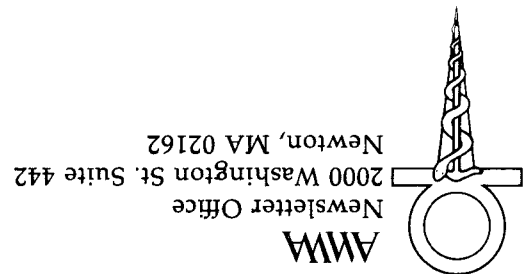 AMWA
Newsletter Office
2000 Washington St. Suite 442
Newton, MA 02162